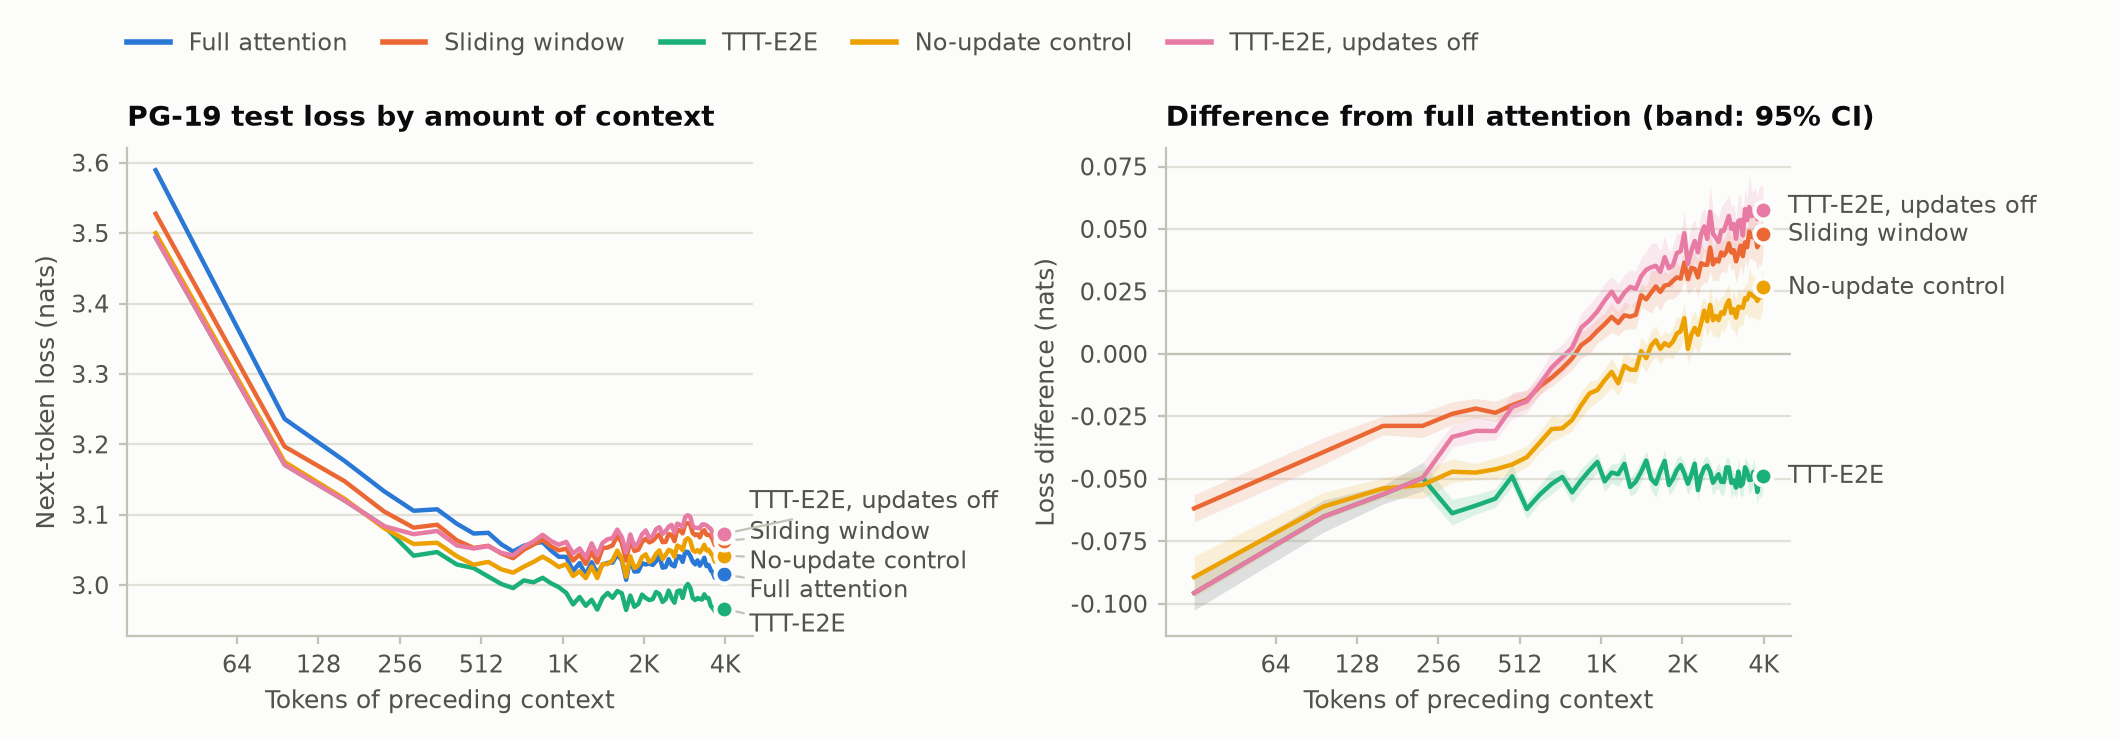 Full attention
Sliding window
TTT-E2E
No-update control
TTT-E2E, updates off
PG-19 test loss by amount of context
Next-token loss (nats)
3.6
3.5
3.4
3.3
3.2
3.1
3.0
TTT-E2E, updates off
Sliding window
No-update control
Full attention
TTT-E2E
64 128 256 512 1K 2K 4K
Tokens of preceding context
Difference from full attention (band: 95% CI)
Loss difference (nats)
0.075
0.050
0.025
0.000
-0.025
-0.050
-0.075
-0.100
TTT-E2E, updates off
Sliding window
No-update control
TTT-E2E
64 128 256 512 1K 2K 4K
Tokens of preceding context